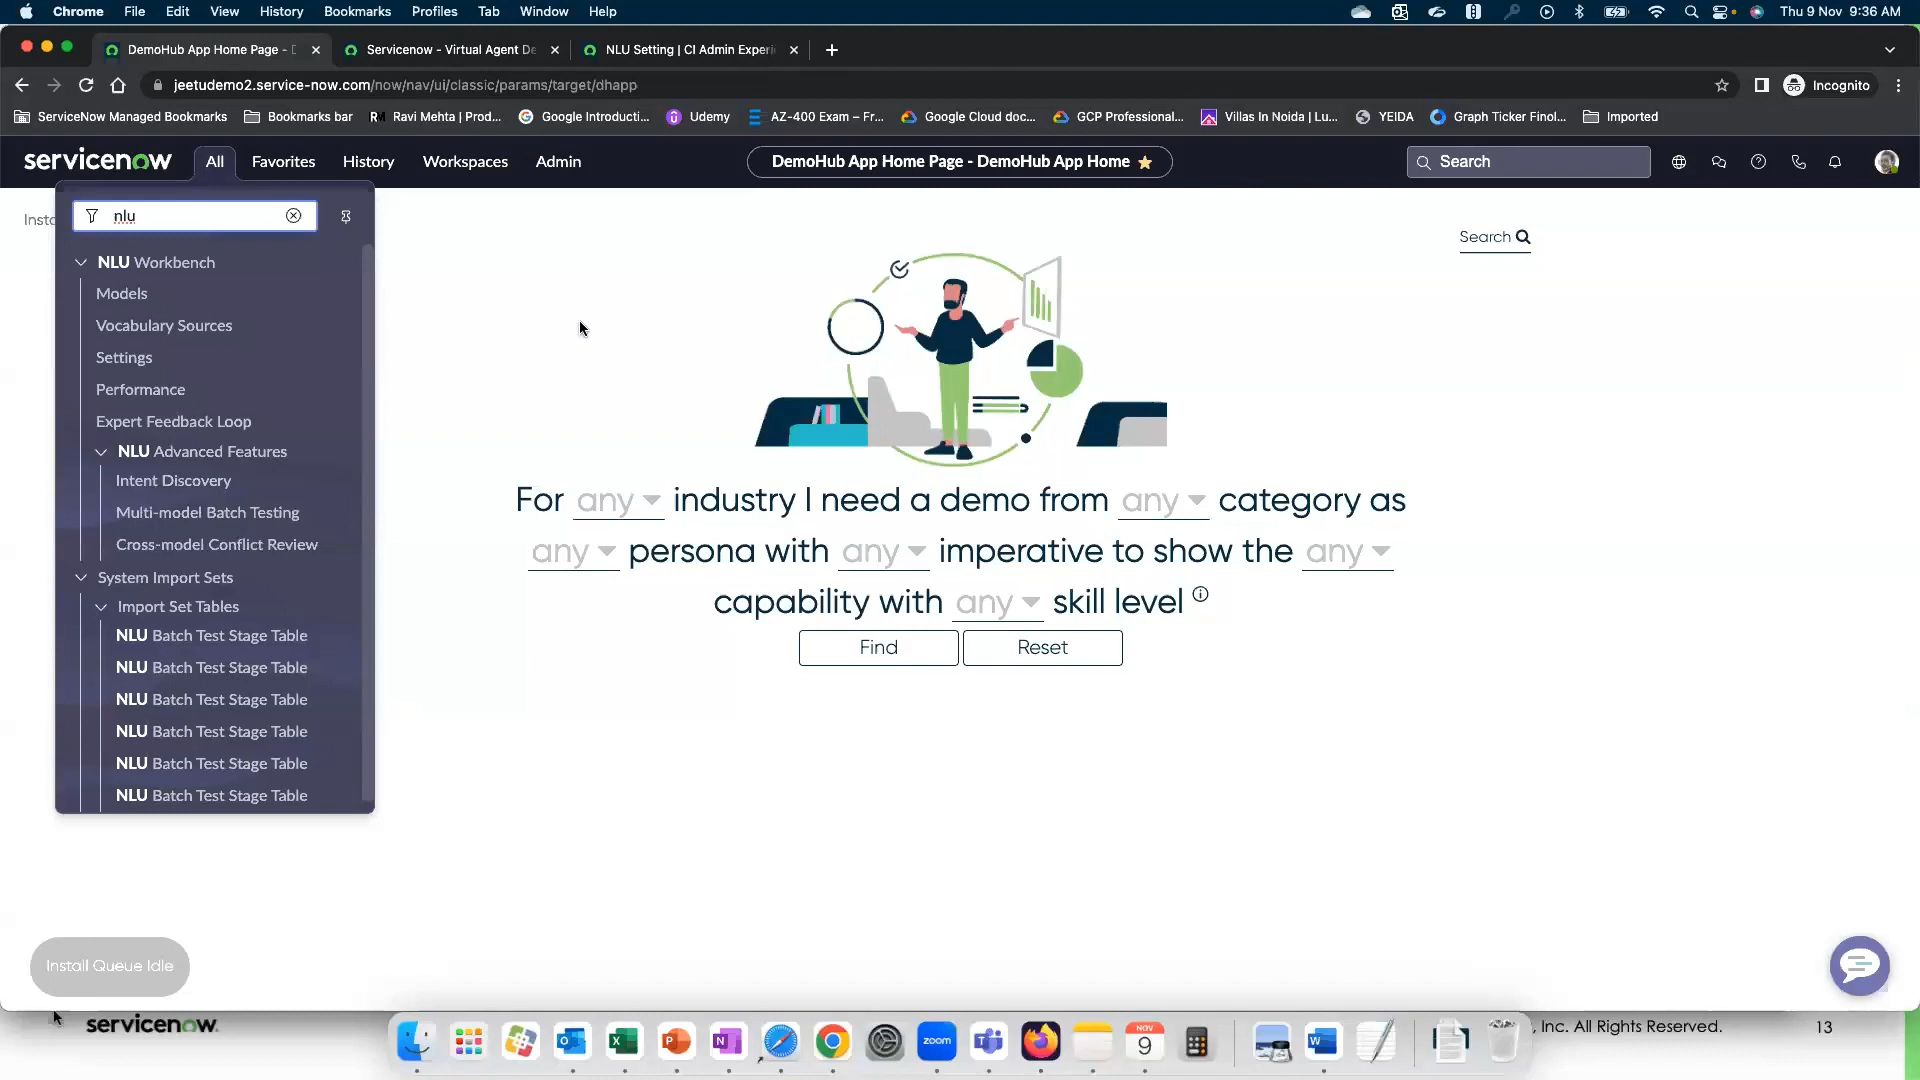 Chrome File Edit View History Bookmarks Profiles Tab Window Help Thu 9 Nov 9:36 AM
DemoHub App Home Page - D Servicenow - Virtual Agent De NLU Setting | CI Admin Experi
jeetudemo2.service-now.com/now/nav/ui/classic/params/target/dhapp Incognito
ServiceNow Managed Bookmarks Bookmarks bar Ravi Mehta | Prod... Google Introducti... Udemy AZ-400 Exam – Fr... Google Cloud doc... GCP Professional... Villas In Noida | Lu... YEIDA Graph Ticker Finol... Imported
servicenow All Favorites History Workspaces Admin DemoHub App Home Page - DemoHub App Home Search
Insta
nlu
Search
NLU Workbench
Models
Vocabulary Sources
Settings
Performance
Expert Feedback Loop
NLU Advanced Features
Intent Discovery
Multi-model Batch Testing
Cross-model Conflict Review
System Import Sets
Import Set Tables
NLU Batch Test Stage Table
NLU Batch Test Stage Table
NLU Batch Test Stage Table
NLU Batch Test Stage Table
NLU Batch Test Stage Table
NLU Batch Test Stage Table
For any industry I need a demo from any category as
any persona with any imperative to show the any
capability with any skill level
Find Reset
Install Queue Idle
servicenow
zoom
NOV
9
, Inc. All Rights Reserved. 13